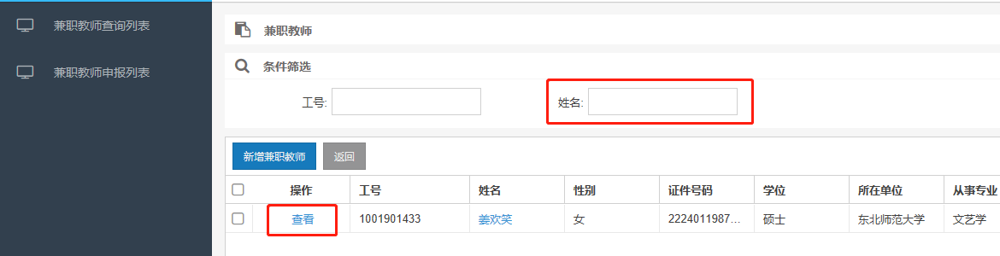 兼职教师查询列表
兼职教师申报列表
兼职教师
条件筛选
工号: 姓名:
新增兼职教师 返回
操作 工号 姓名 性别 证件号码 学位 所在单位 从事专业
查看 1001901433 姜欢笑 女 2224011987... 硕士 东北师范大学 文艺学